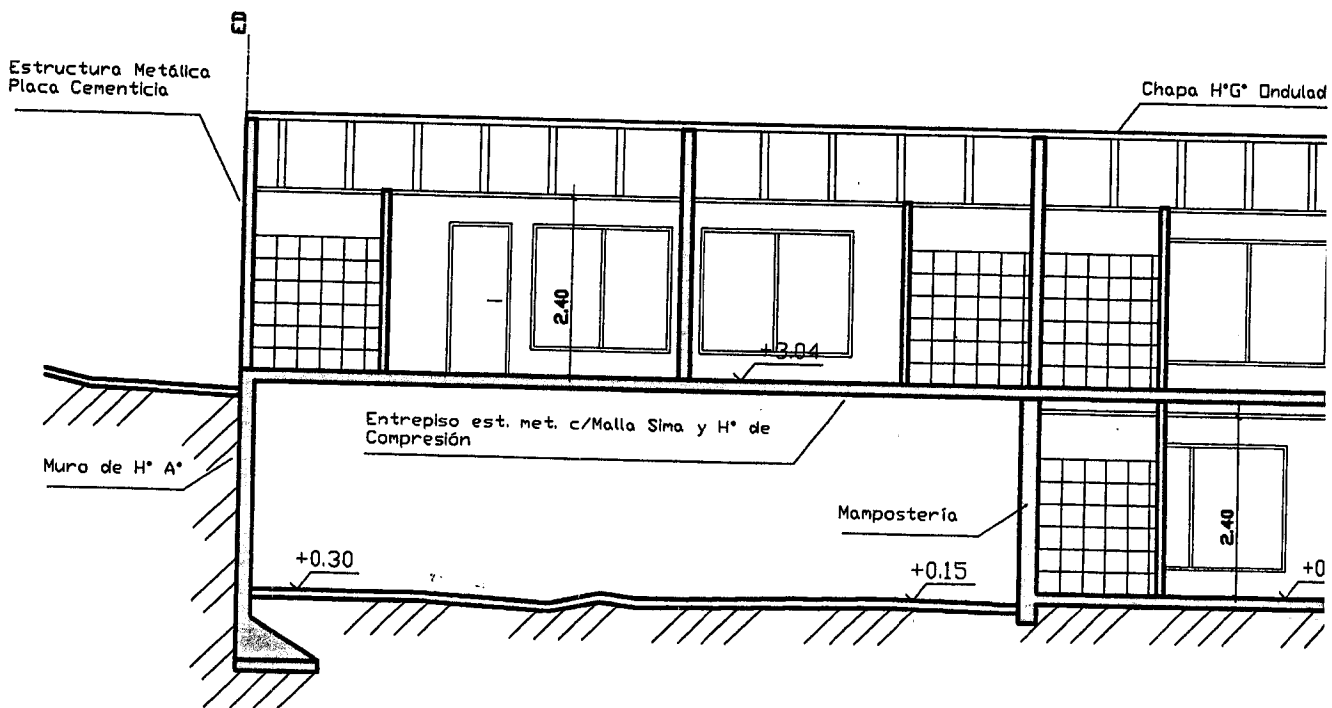 Estructura Metálica
Placa Cementicia
Chapa H°G° Ondulad
2.40
+3.04
Entrepiso est. met. c/Malla Sima y H° de
Compresión
Muro de H° A°
Mampostería
2.40
+0.30
+0.15
+0